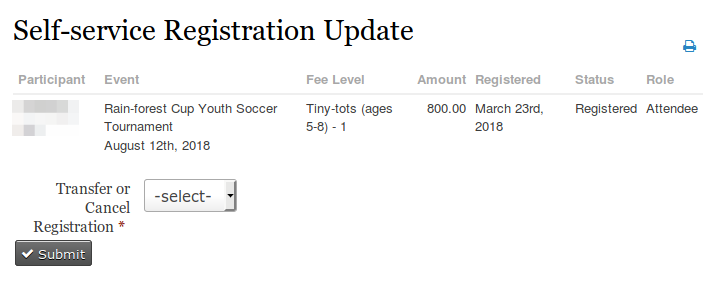 Self-service Registration Update
Participant Event Fee Level Amount Registered Status Role
Rain-forest Cup Youth Soccer Tiny-tots (ages 800.00 March 23rd, Registered Attendee
Tournament 5-8) - 1 2018
August 12th, 2018
Transfer or
Cancel -select-
Registration *
Submit